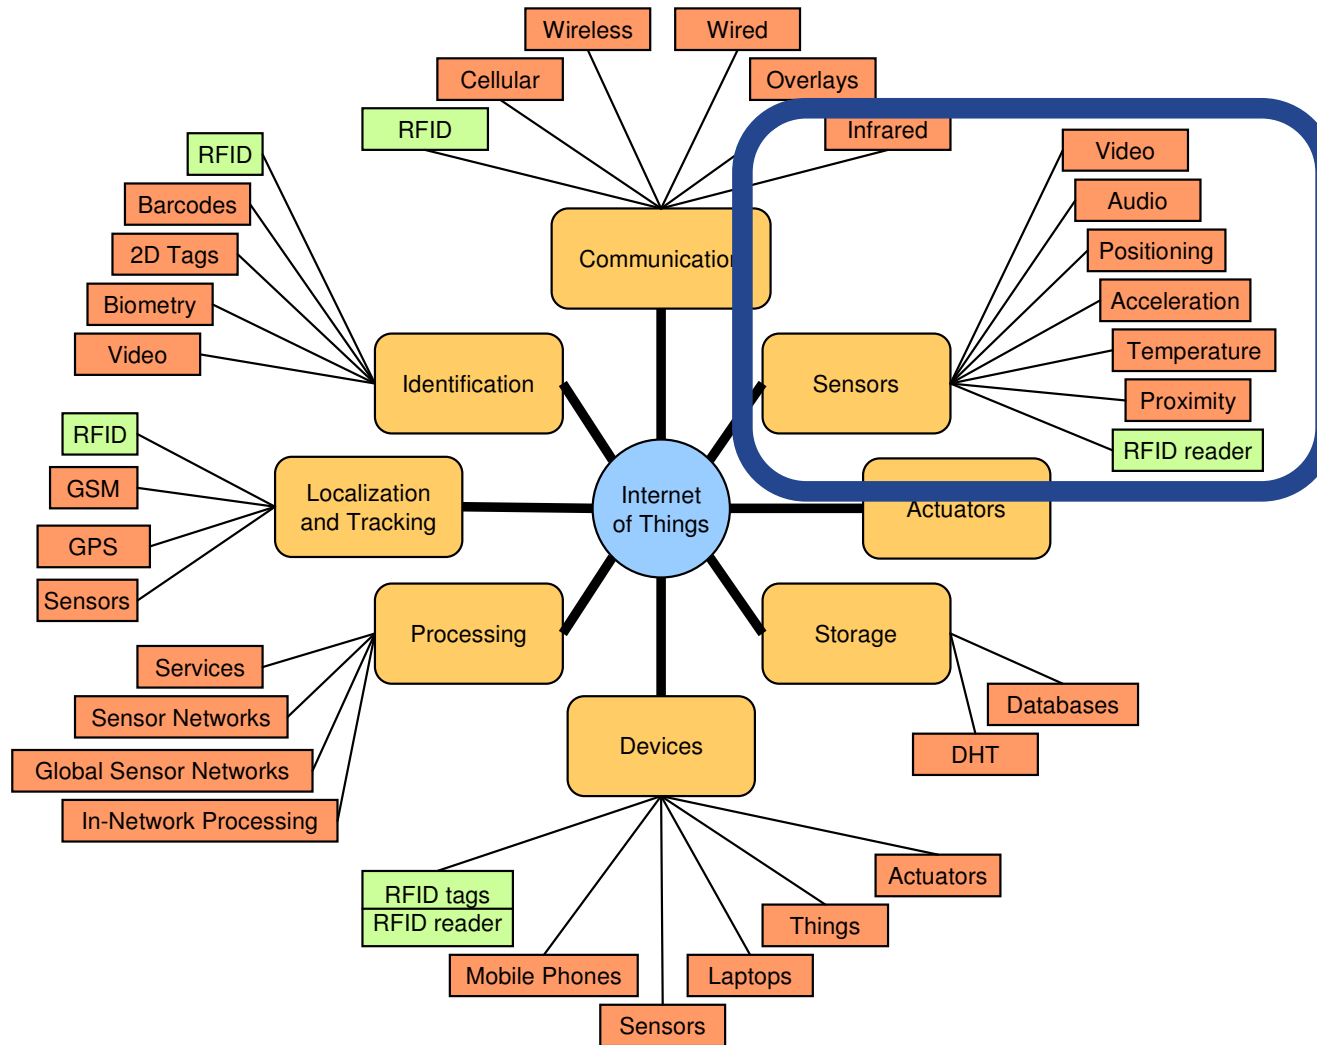 Wireless
Wired
Cellular
Overlays
RFID
Infrared
RFID
Barcodes
2D Tags
Biometry
Video
Communication
Video
Audio
Positioning
Acceleration
Temperature
Proximity
RFID reader
Identification
Sensors
RFID
GSM
GPS
Sensors
Localization
and Tracking
Internet
of Things
Actuators
Processing
Storage
Services
Sensor Networks
Global Sensor Networks
In-Network Processing
Devices
Databases
DHT
RFID tags
RFID reader
Mobile Phones
Sensors
Laptops
Things
Actuators